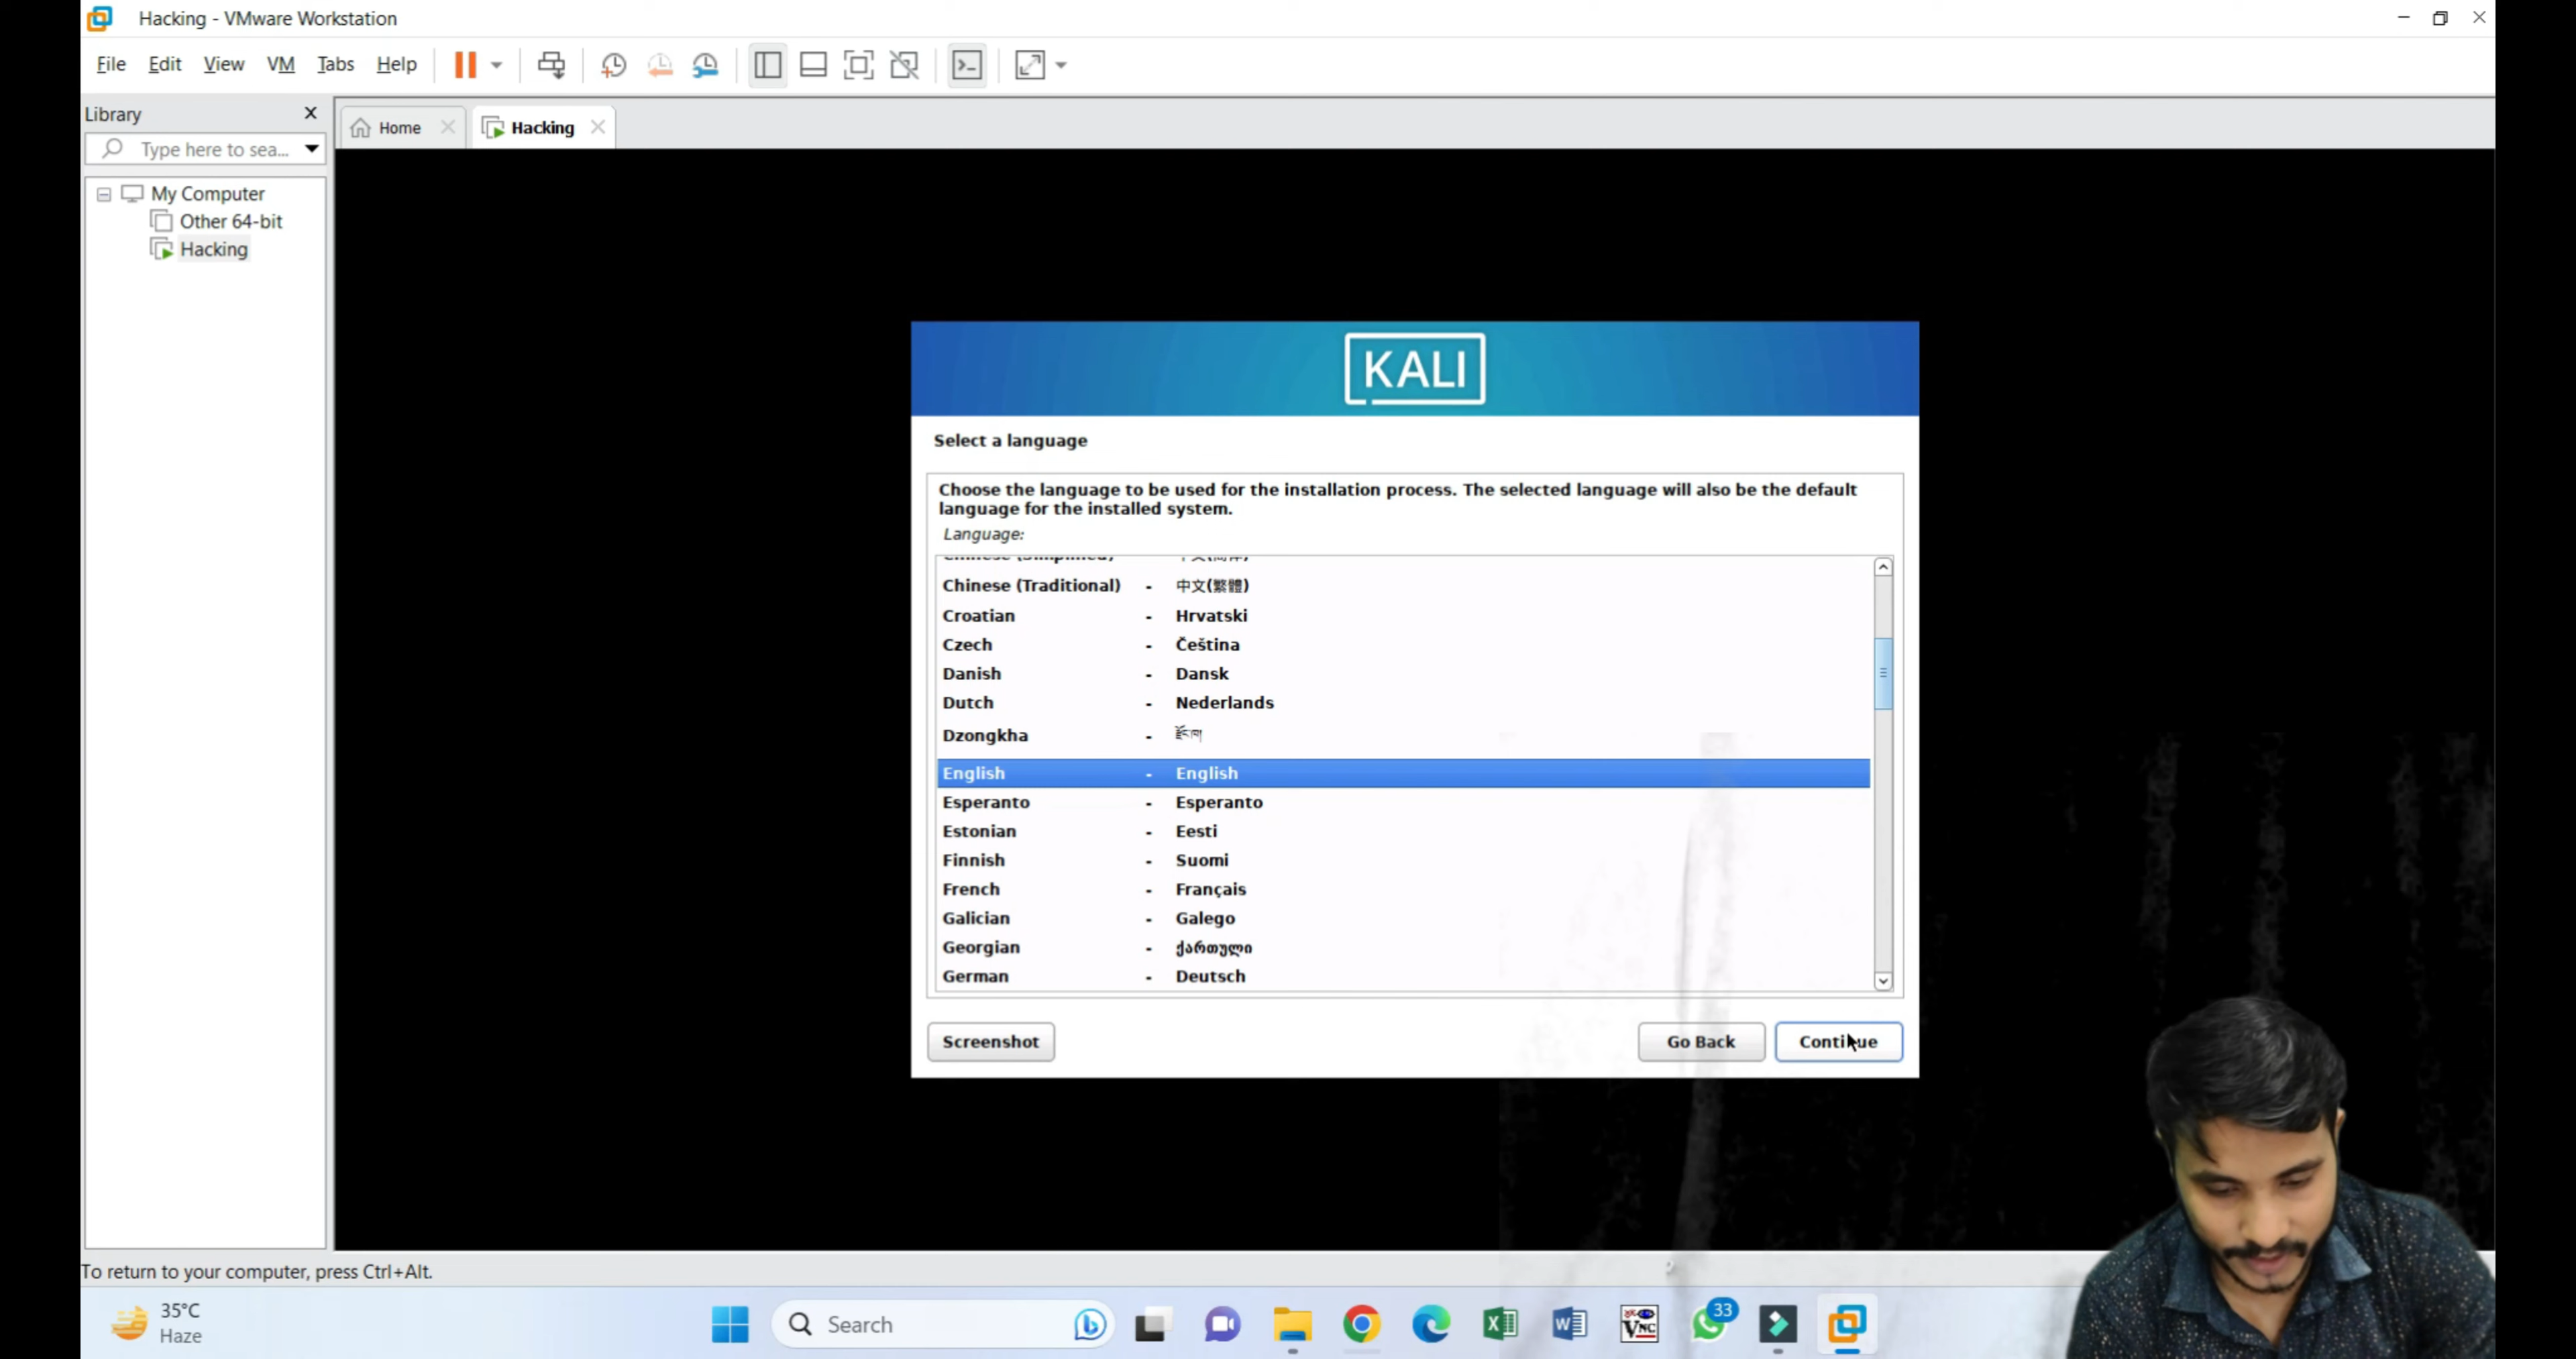 Hacking - VMware Workstation
File Edit View VM Tabs Help
Library
Type here to sea...
Home
Hacking
My Computer
Other 64-bit
Hacking
KALI
Select a language
Choose the language to be used for the installation process. The selected language will also be the default
language for the installed system.
Language:
Chinese (Traditional) - 中文(繁體)
Croatian - Hrvatski
Czech - Čeština
Danish - Dansk
Dutch - Nederlands
Dzongkha - རྫོང་ཁ།
English - English
Esperanto - Esperanto
Estonian - Eesti
Finnish - Suomi
French - Français
Galician - Galego
Georgian - ქართული
German - Deutsch
Screenshot
Go Back
Continue
To return to your computer, press Ctrl+Alt.
35°C
Haze
Search
VNC
33